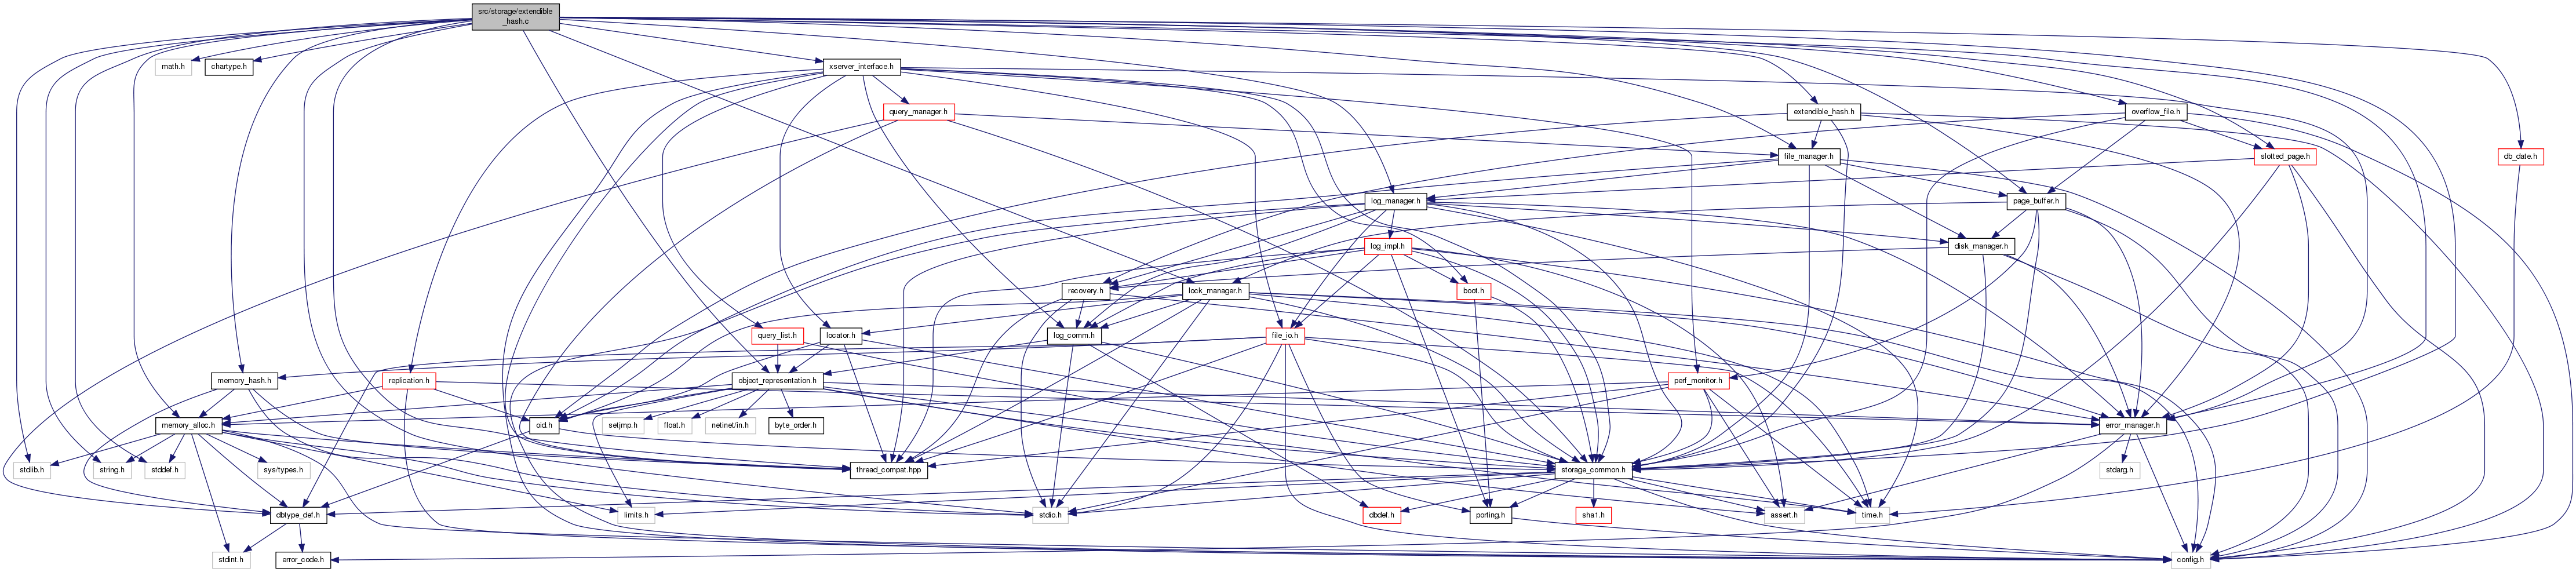 src/storage/extendible
_hash.c
math.h
chartype.h
xserver_interface.h
query_manager.h
extendible_hash.h
overflow_file.h
file_manager.h
slotted_page.h
db_date.h
log_manager.h
page_buffer.h
log_impl.h
disk_manager.h
recovery.h
lock_manager.h
boot.h
query_list.h
locator.h
log_comm.h
file_io.h
memory_hash.h
replication.h
object_representation.h
perf_monitor.h
memory_alloc.h
oid.h
setjmp.h
float.h
netinet/in.h
byte_order.h
error_manager.h
stdlib.h
string.h
stddef.h
sys/types.h
thread_compat.hpp
storage_common.h
stdarg.h
dbtype_def.h
limits.h
stdio.h
dbdef.h
porting.h
sha1.h
assert.h
time.h
stdint.h
error_code.h
config.h